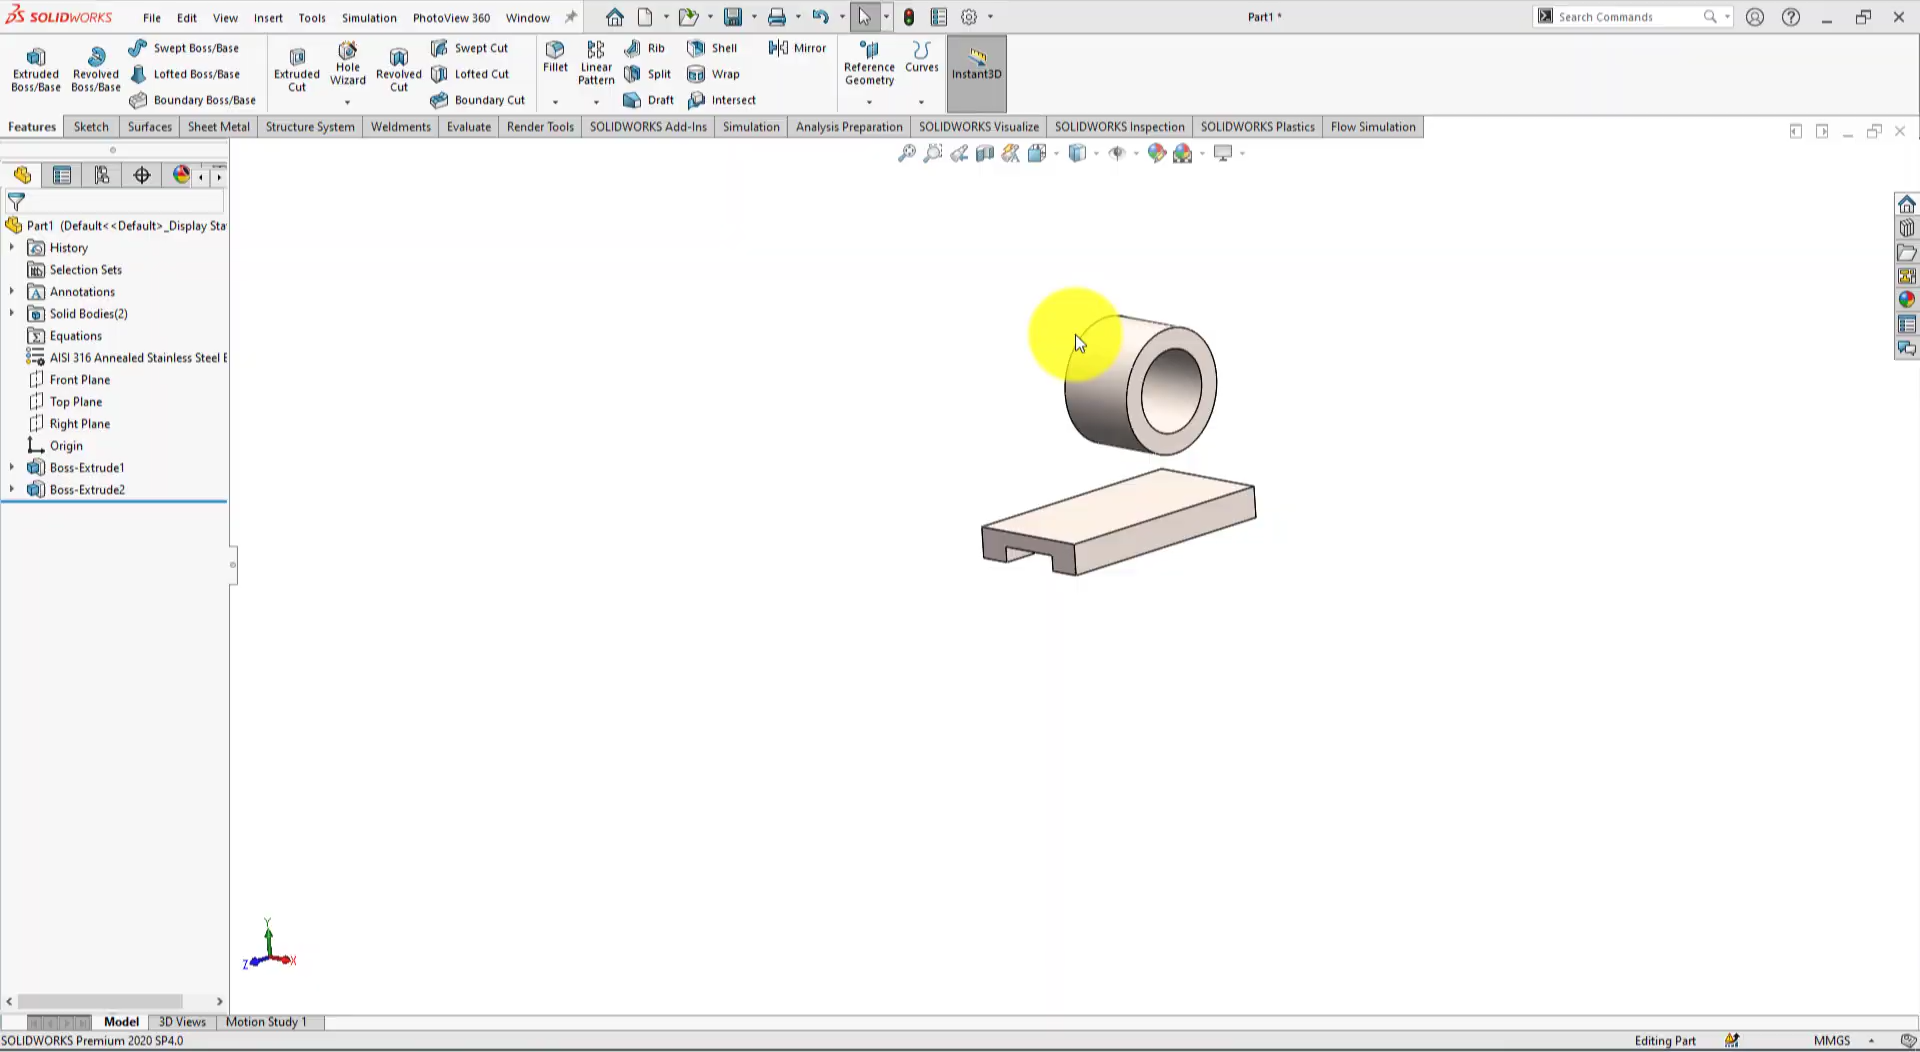 SOLIDWORKS File Edit View Insert Tools Simulation PhotoView 360 Window Part1 * Search Commands
Extruded Boss/Base
Revolved Boss/Base
Swept Boss/Base
Lofted Boss/Base
Boundary Boss/Base
Extruded Cut
Hole Wizard
Revolved Cut
Swept Cut
Lofted Cut
Boundary Cut
Fillet
Linear Pattern
Rib
Split
Draft
Shell
Wrap
Intersect
Mirror
Reference Geometry
Curves
Instant3D
Features Sketch Surfaces Sheet Metal Structure System Weldments Evaluate Render Tools SOLIDWORKS Add-Ins Simulation Analysis Preparation SOLIDWORKS Visualize SOLIDWORKS Inspection SOLIDWORKS Plastics Flow Simulation
Part1 (Default<<Default>_Display Sta
History
Selection Sets
Annotations
Solid Bodies(2)
Equations
AISI 316 Annealed Stainless Steel B
Front Plane
Top Plane
Right Plane
Origin
Boss-Extrude1
Boss-Extrude2
Y
Z X
Model 3D Views Motion Study 1
SOLIDWORKS Premium 2020 SP4.0 Editing Part MMGS